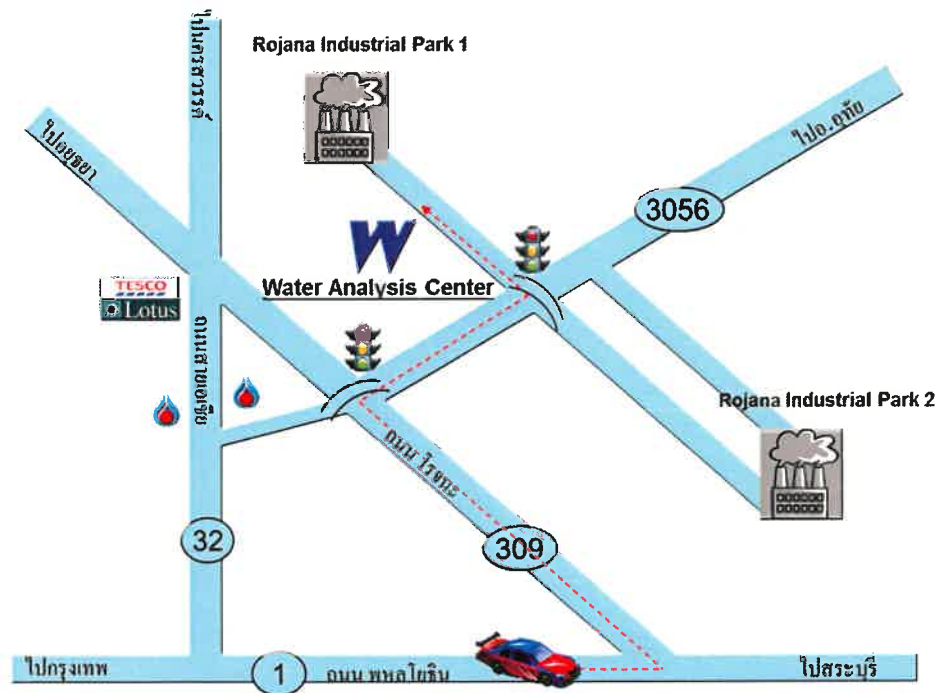 ไปนครสวรรค์
Rojana Industrial Park 1
ไปอยุธยา
ไปอ.อุทัย
3056
W
Water Analysis Center
TESCO
Lotus
ถนนสายเอเซีย
Rojana Industrial Park 2
ถนน โรจนะ
32
309
ไปกรุงเทพ
1
ถนน พหลโยธิน
ไปสระบุรี